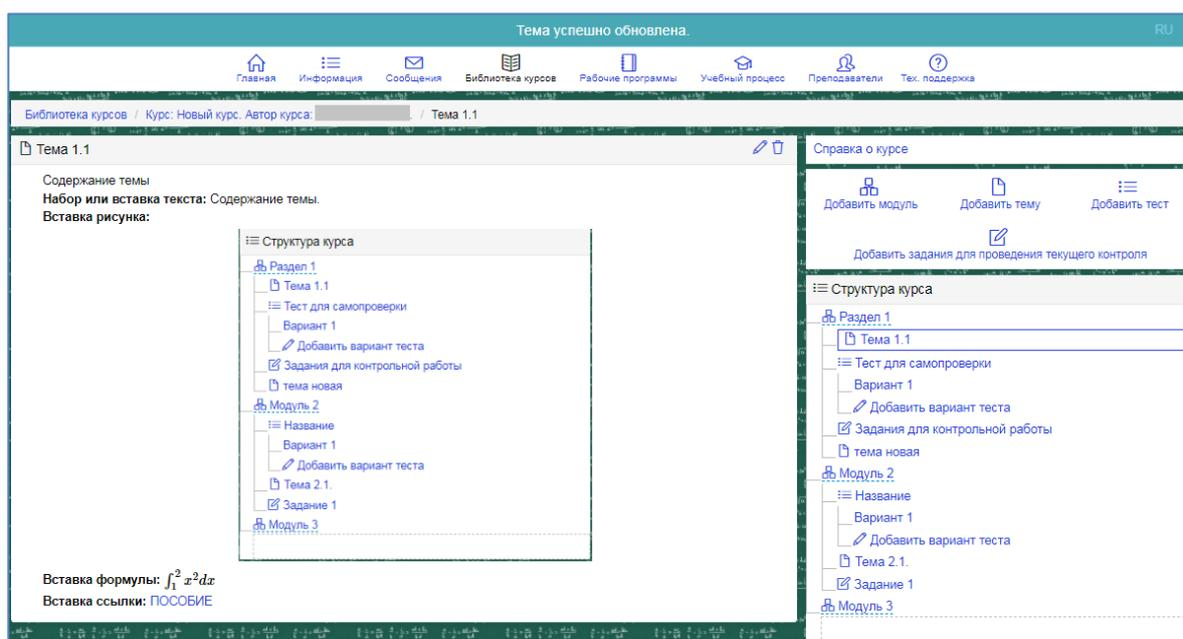 Тема успешно обновлена.
RU
Главная
Информация
Сообщения
Библиотека курсов
Рабочие программы
Учебный процесс
Преподаватели
Тех. поддержка
Библиотека курсов / Курс: Новый курс. Автор курса: . / Тема 1.1
Тема 1.1
Содержание темы
Набор или вставка текста: Содержание темы.
Вставка рисунка:
Структура курса
Раздел 1
Тема 1.1
Тест для самопроверки
Вариант 1
Добавить вариант теста
Задания для контрольной работы
тема новая
Модуль 2
Название
Вариант 1
Добавить вариант теста
Тема 2.1.
Задание 1
Модуль 3
Вставка формулы: ∫₁² x²dx
Вставка ссылки: ПОСОБИЕ
Справка о курсе
Добавить модуль
Добавить тему
Добавить тест
Добавить задания для проведения текущего контроля
Структура курса
Раздел 1
Тема 1.1
Тест для самопроверки
Вариант 1
Добавить вариант теста
Задания для контрольной работы
тема новая
Модуль 2
Название
Вариант 1
Добавить вариант теста
Тема 2.1.
Задание 1
Модуль 3